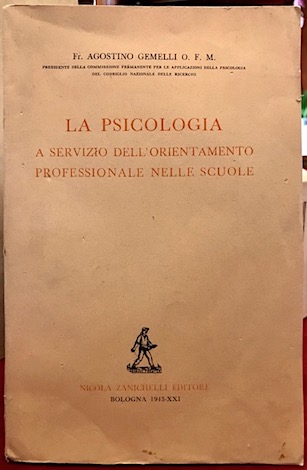 Fr. AGOSTINO GEMELLI O. F. M.
PRESIDENTE DELLA COMMISSIONE PERMANENTE PER LE APPLICAZIONI DELLA PSICOLOGIA
DEL CONSIGLIO NAZIONALE DELLE RICERCHE
LA PSICOLOGIA
A SERVIZIO DELL'ORIENTAMENTO
PROFESSIONALE NELLE SCUOLE
NICOLA ZANICHELLI EDITORE
BOLOGNA 1943-XXI